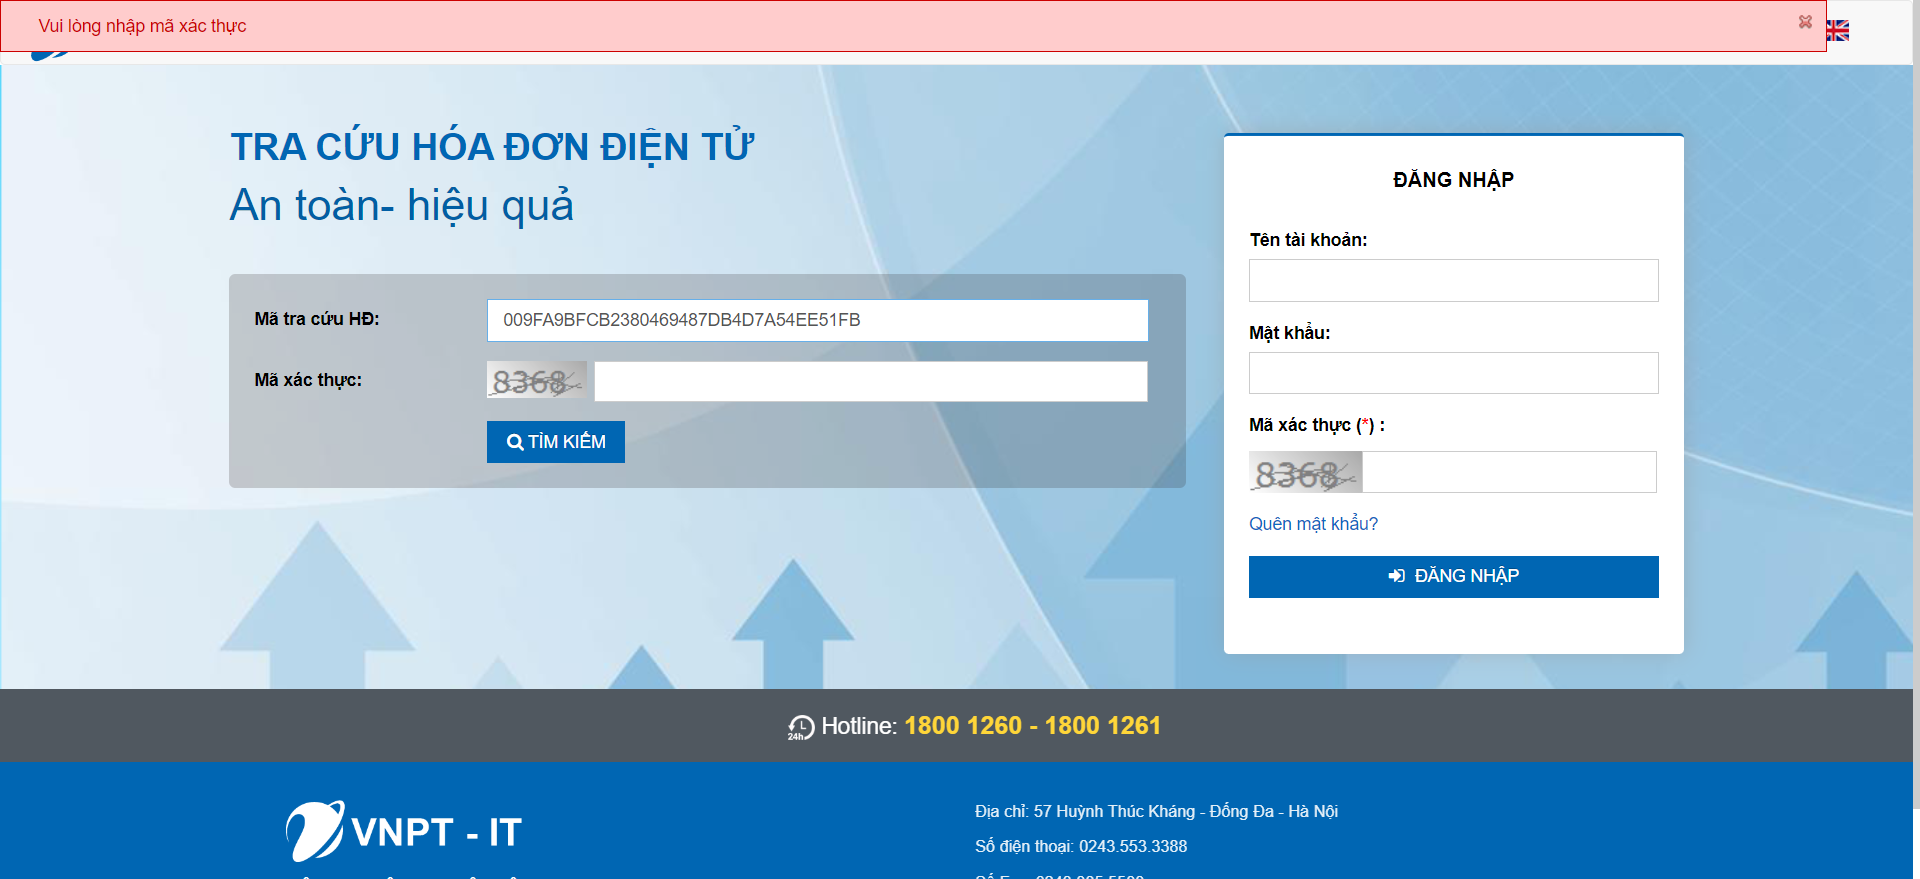 Vui lòng nhập mã xác thực
TRA CỨU HÓA ĐƠN ĐIỆN TỬ
An toàn- hiệu quả
Mã tra cứu HĐ:
009FA9BFCB2380469487DB4D7A54EE51FB
Mã xác thực:
8368
TÌM KIẾM
ĐĂNG NHẬP
Tên tài khoản:
Mật khẩu:
Mã xác thực (*) :
8368
Quên mật khẩu?
ĐĂNG NHẬP
24h Hotline: 1800 1260 - 1800 1261
VNPT - IT
Địa chỉ: 57 Huỳnh Thúc Kháng - Đống Đa - Hà Nội
Số điện thoại: 0243.553.3388